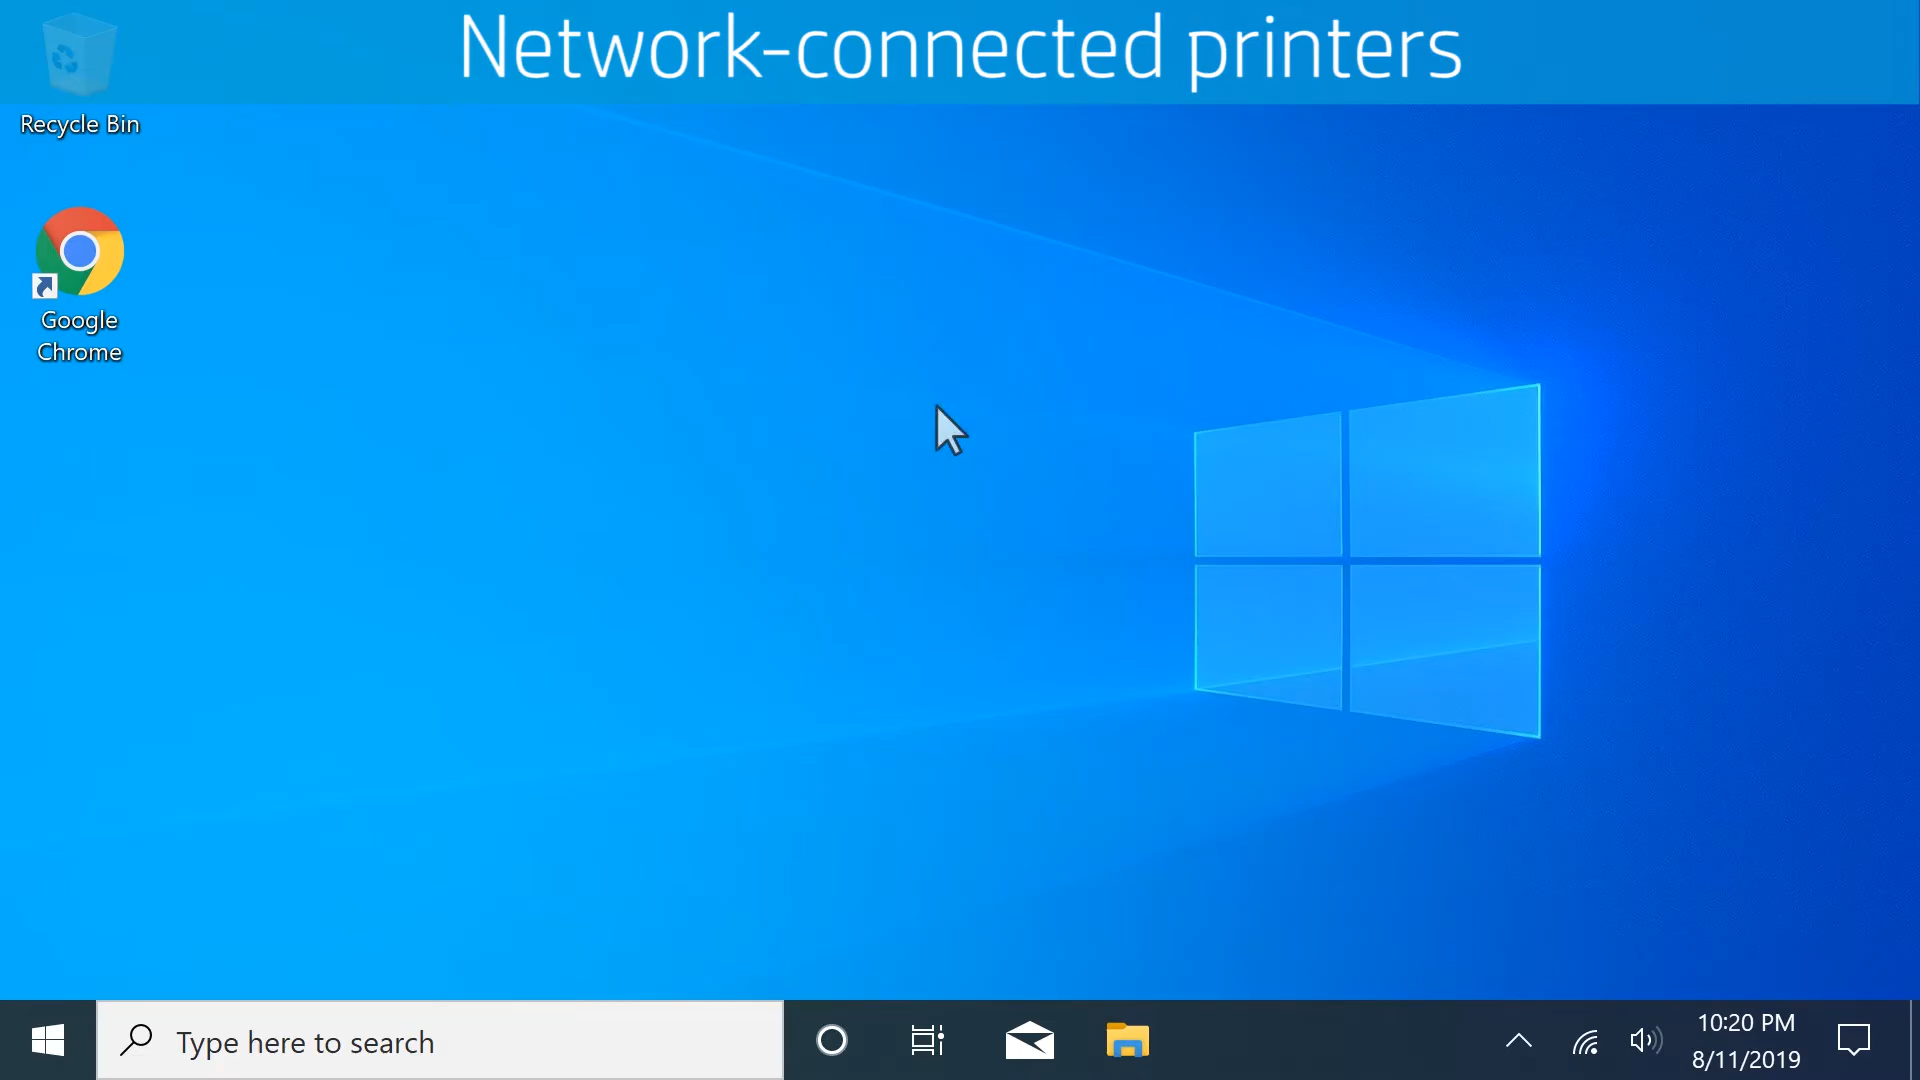 Network-connected printers
Recycle Bin
Google
Chrome
Type here to search
10:20 PM
8/11/2019